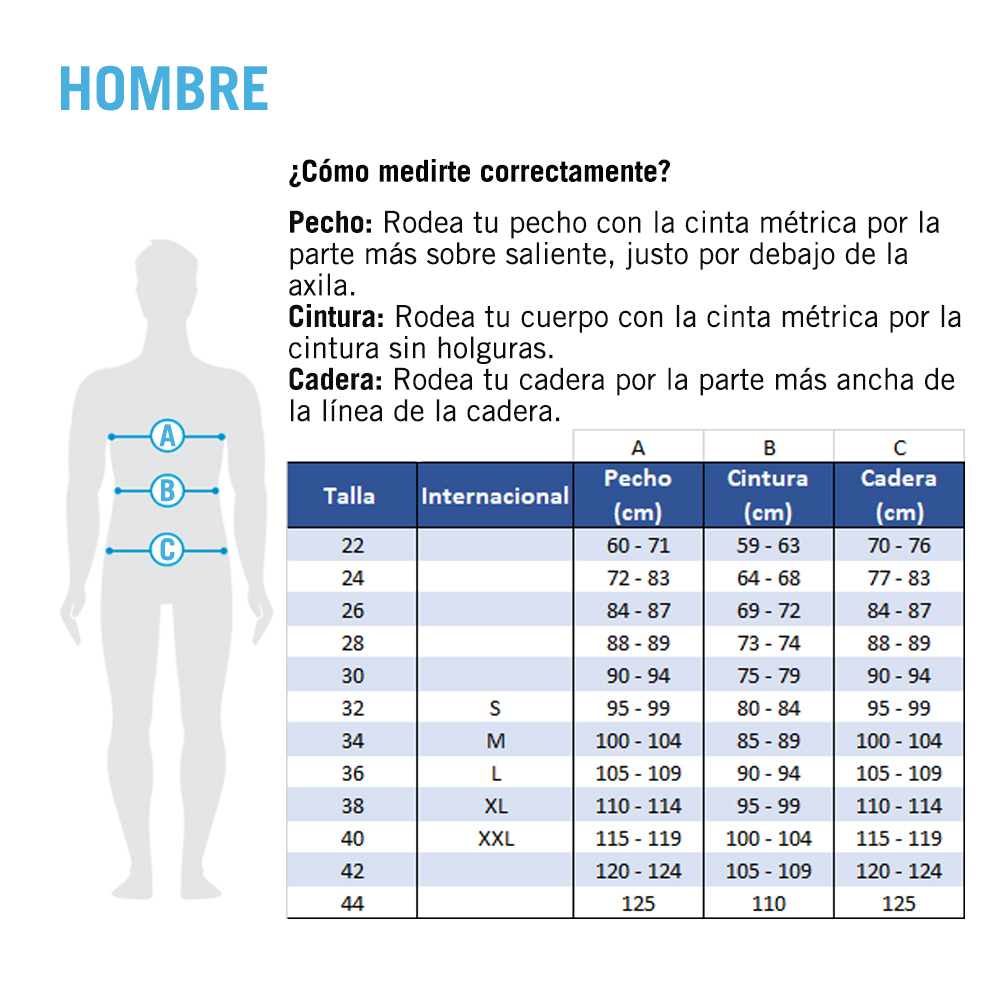 HOMBRE
¿Cómo medirte correctamente?
Pecho: Rodea tu pecho con la cinta métrica por la
parte más sobre saliente, justo por debajo de la
axila.
Cintura: Rodea tu cuerpo con la cinta métrica por la
cintura sin holguras.
Cadera: Rodea tu cadera por la parte más ancha de
la línea de la cadera.
A
B
C
A B C
Talla Internacional Pecho (cm) Cintura (cm) Cadera (cm)
22 60 - 71 59 - 63 70 - 76
24 72 - 83 64 - 68 77 - 83
26 84 - 87 69 - 72 84 - 87
28 88 - 89 73 - 74 88 - 89
30 90 - 94 75 - 79 90 - 94
32 S 95 - 99 80 - 84 95 - 99
34 M 100 - 104 85 - 89 100 - 104
36 L 105 - 109 90 - 94 105 - 109
38 XL 110 - 114 95 - 99 110 - 114
40 XXL 115 - 119 100 - 104 115 - 119
42 120 - 124 105 - 109 120 - 124
44 125 110 125